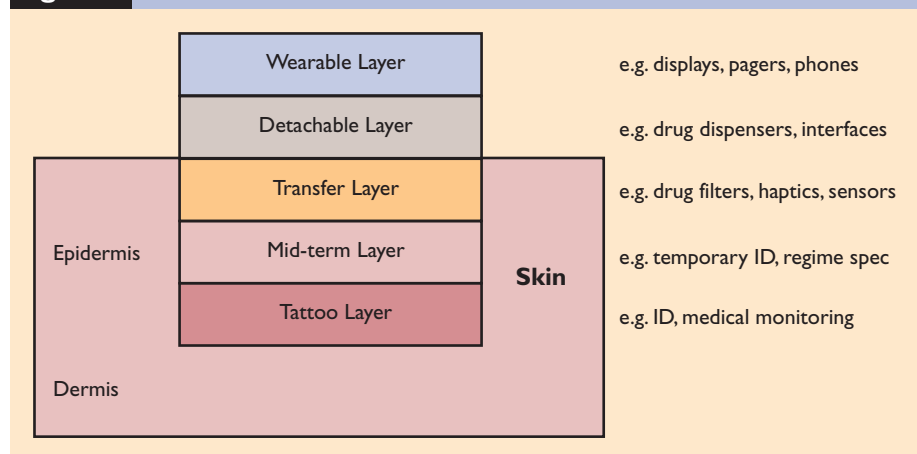 Wearable Layer
e.g. displays, pagers, phones
Detachable Layer
e.g. drug dispensers, interfaces
Transfer Layer
e.g. drug filters, haptics, sensors
Epidermis
Mid-term Layer
Skin
e.g. temporary ID, regime spec
Tattoo Layer
e.g. ID, medical monitoring
Dermis